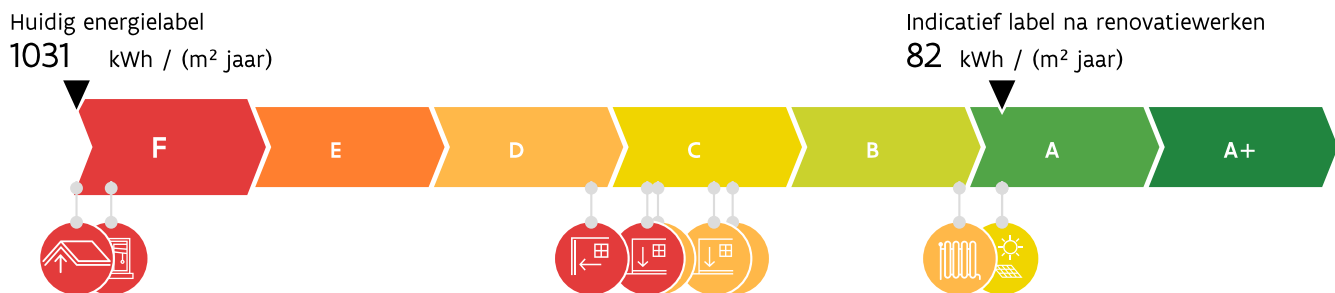 Huidig energielabel
1031 kWh / (m² jaar)
Indicatief label na renovatiewerken
82 kWh / (m² jaar)
F E D C B A A+